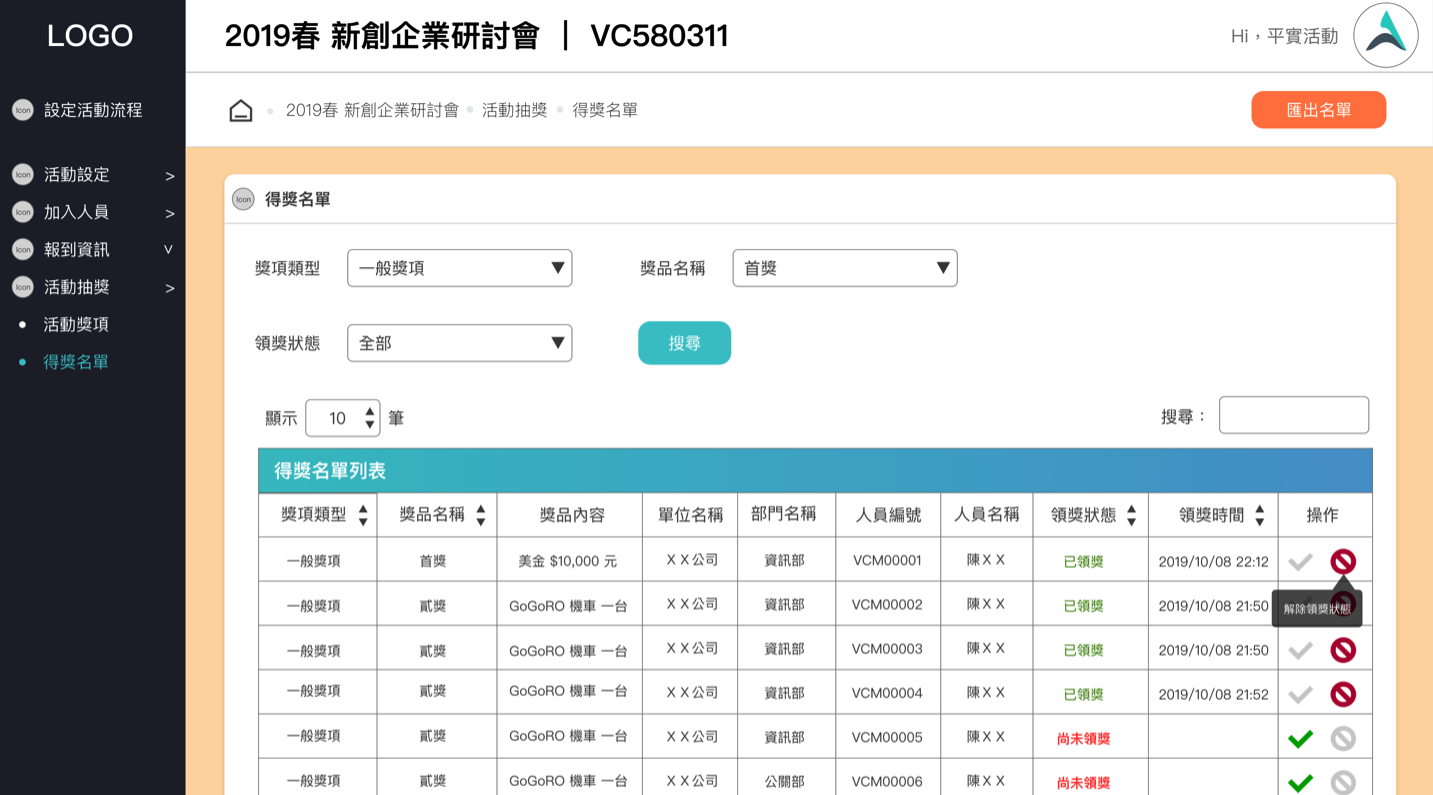 LOGO
2019春 新創企業研討會 | VC580311
Hi，平實活動
Icon 設定活動流程
Icon 活動設定 >
Icon 加入人員 >
Icon 報到資訊 v
Icon 活動抽獎 >
• 活動獎項
• 得獎名單
2019春 新創企業研討會 • 活動抽獎 • 得獎名單
匯出名單
Icon 得獎名單
獎項類型 一般獎項 ▼ 獎品名稱 首獎 ▼
領獎狀態 全部 ▼ 搜尋
顯示 10 筆 搜尋：
得獎名單列表
獎項類型 獎品名稱 獎品內容 單位名稱 部門名稱 人員編號 人員名稱 領獎狀態 領獎時間 操作
一般獎項 首獎 美金 $10,000 元 X X 公司 資訊部 VCM00001 陳 X X 已領獎 2019/10/08 22:12
一般獎項 貳獎 GoGoRO 機車 一台 X X 公司 資訊部 VCM00002 陳 X X 已領獎 2019/10/08 21:50
解除領獎狀態
一般獎項 貳獎 GoGoRO 機車 一台 X X 公司 資訊部 VCM00003 陳 X X 已領獎 2019/10/08 21:50
一般獎項 貳獎 GoGoRO 機車 一台 X X 公司 資訊部 VCM00004 陳 X X 已領獎 2019/10/08 21:52
一般獎項 貳獎 GoGoRO 機車 一台 X X 公司 資訊部 VCM00005 陳 X X 尚未領獎
一般獎項 貳獎 GoGoRO 機車 一台 X X 公司 公關部 VCM00006 陳 X X 尚未領獎